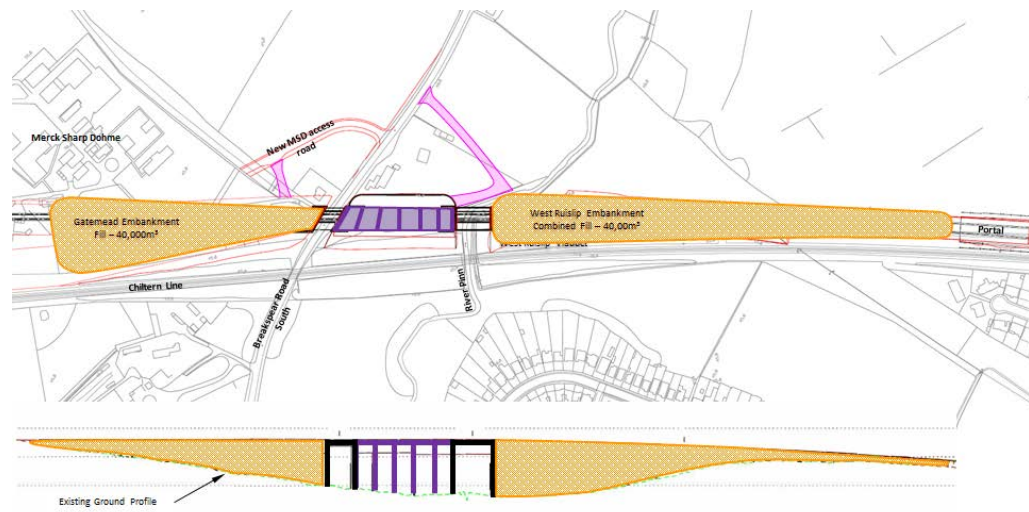 Merck Sharp Dohme
New MSD access
road
Gatemead Embankment
Fill – 40,000m³
West Ruislip Embankment
Combined Fill – 40,00m³
West Ruislip Viaduct
Portal
Chiltern Line
Breakspear Road
South
River Pinn
Existing Ground Profile